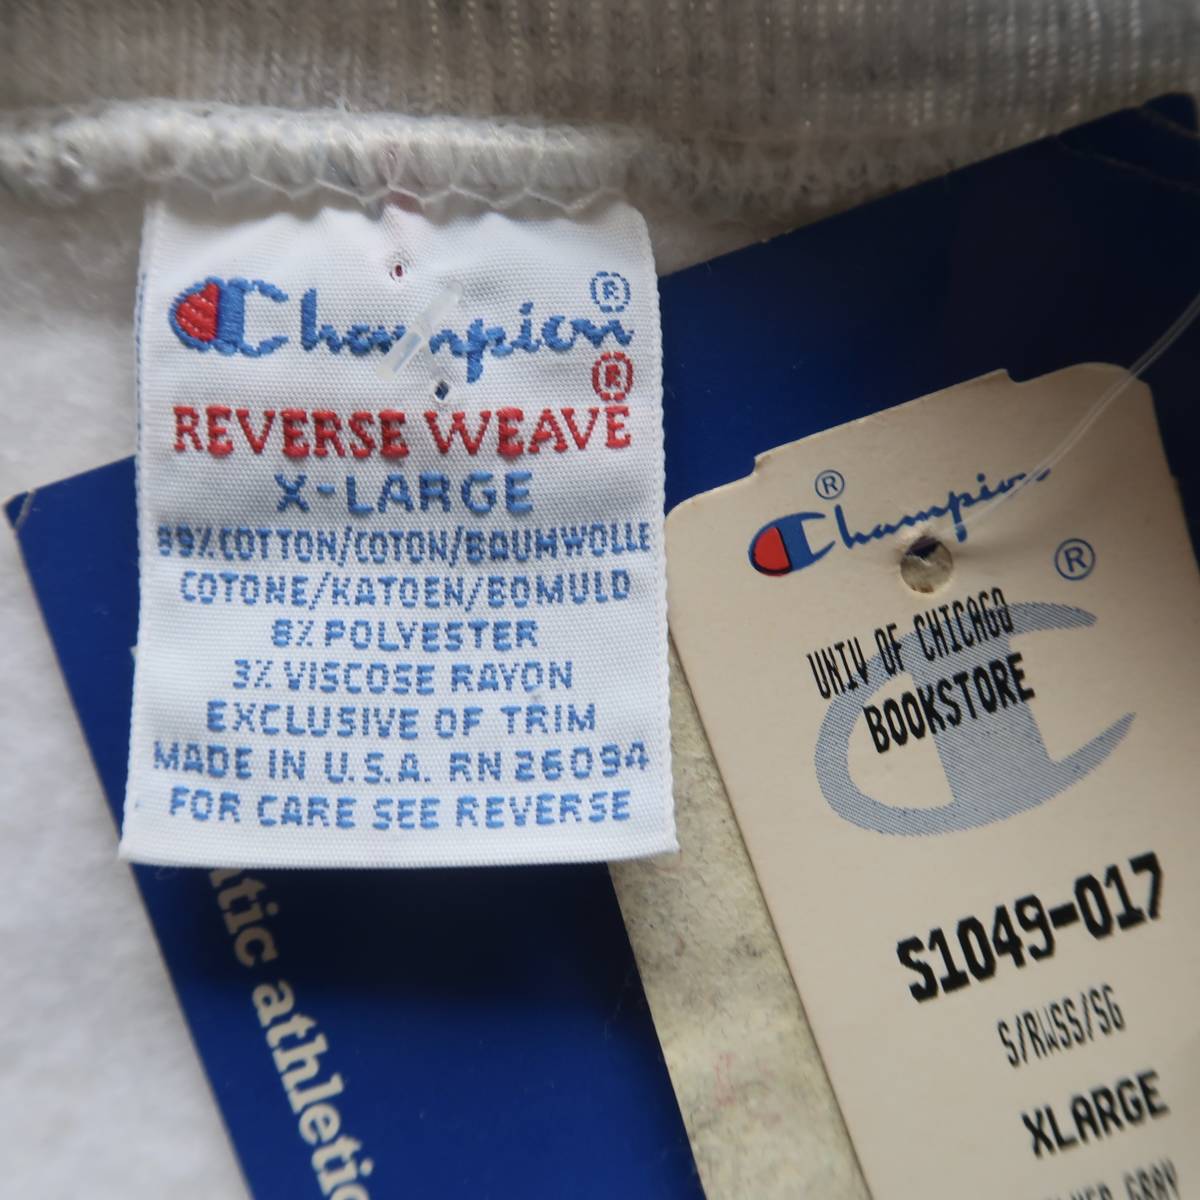 Champion®
REVERSE WEAVE®
X-LARGE
89% COTTON/COTON/BAUMWOLLE
COTONE/KATOEN/BOMULD
8% POLYESTER
3% VISCOSE RAYON
EXCLUSIVE OF TRIM
MADE IN U.S.A. RN 26094
FOR CARE SEE REVERSE
athletic
® Champion
®
UNIV OF CHICAGO
BOOKSTORE
S1049-017
S/RWSS/SG
XLARGE
GRAY